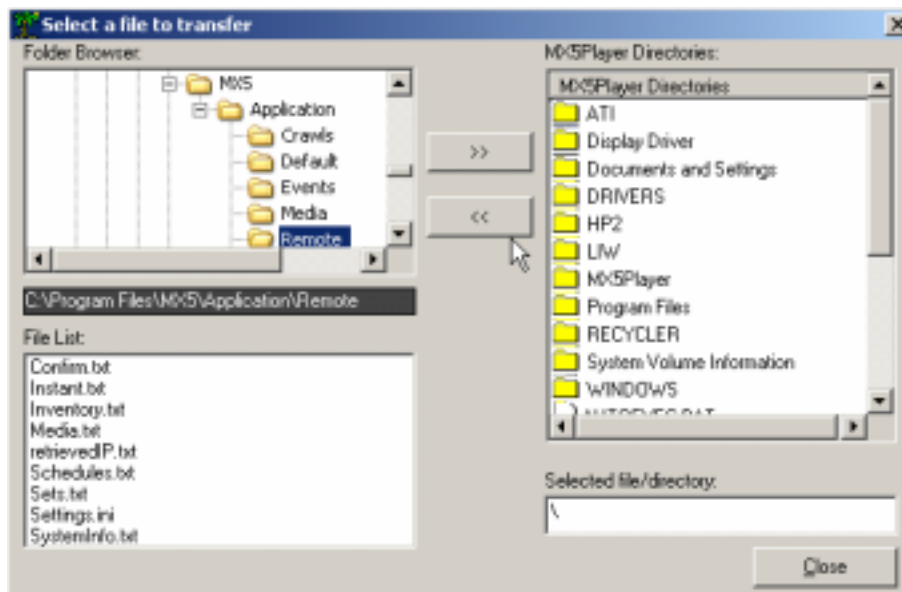 Select a file to transfer
Folder Browser:
MX5
Application
Crawls
Default
Events
Media
Remote
C:\Program Files\MX5\Application\Remote
File List:
Confirm.txt
Instant.txt
Inventory.txt
Media.txt
retrievedIP.txt
Schedules.txt
Sets.txt
Settings.ini
SystemInfo.txt
>>
<<
MX5Player Directories:
MX5Player Directories
ATI
Display Driver
Documents and Settings
DRIVERS
HP2
LIW
MX5Player
Program Files
RECYCLER
System Volume Information
WINDOWS
Selected file/directory:
\
Close